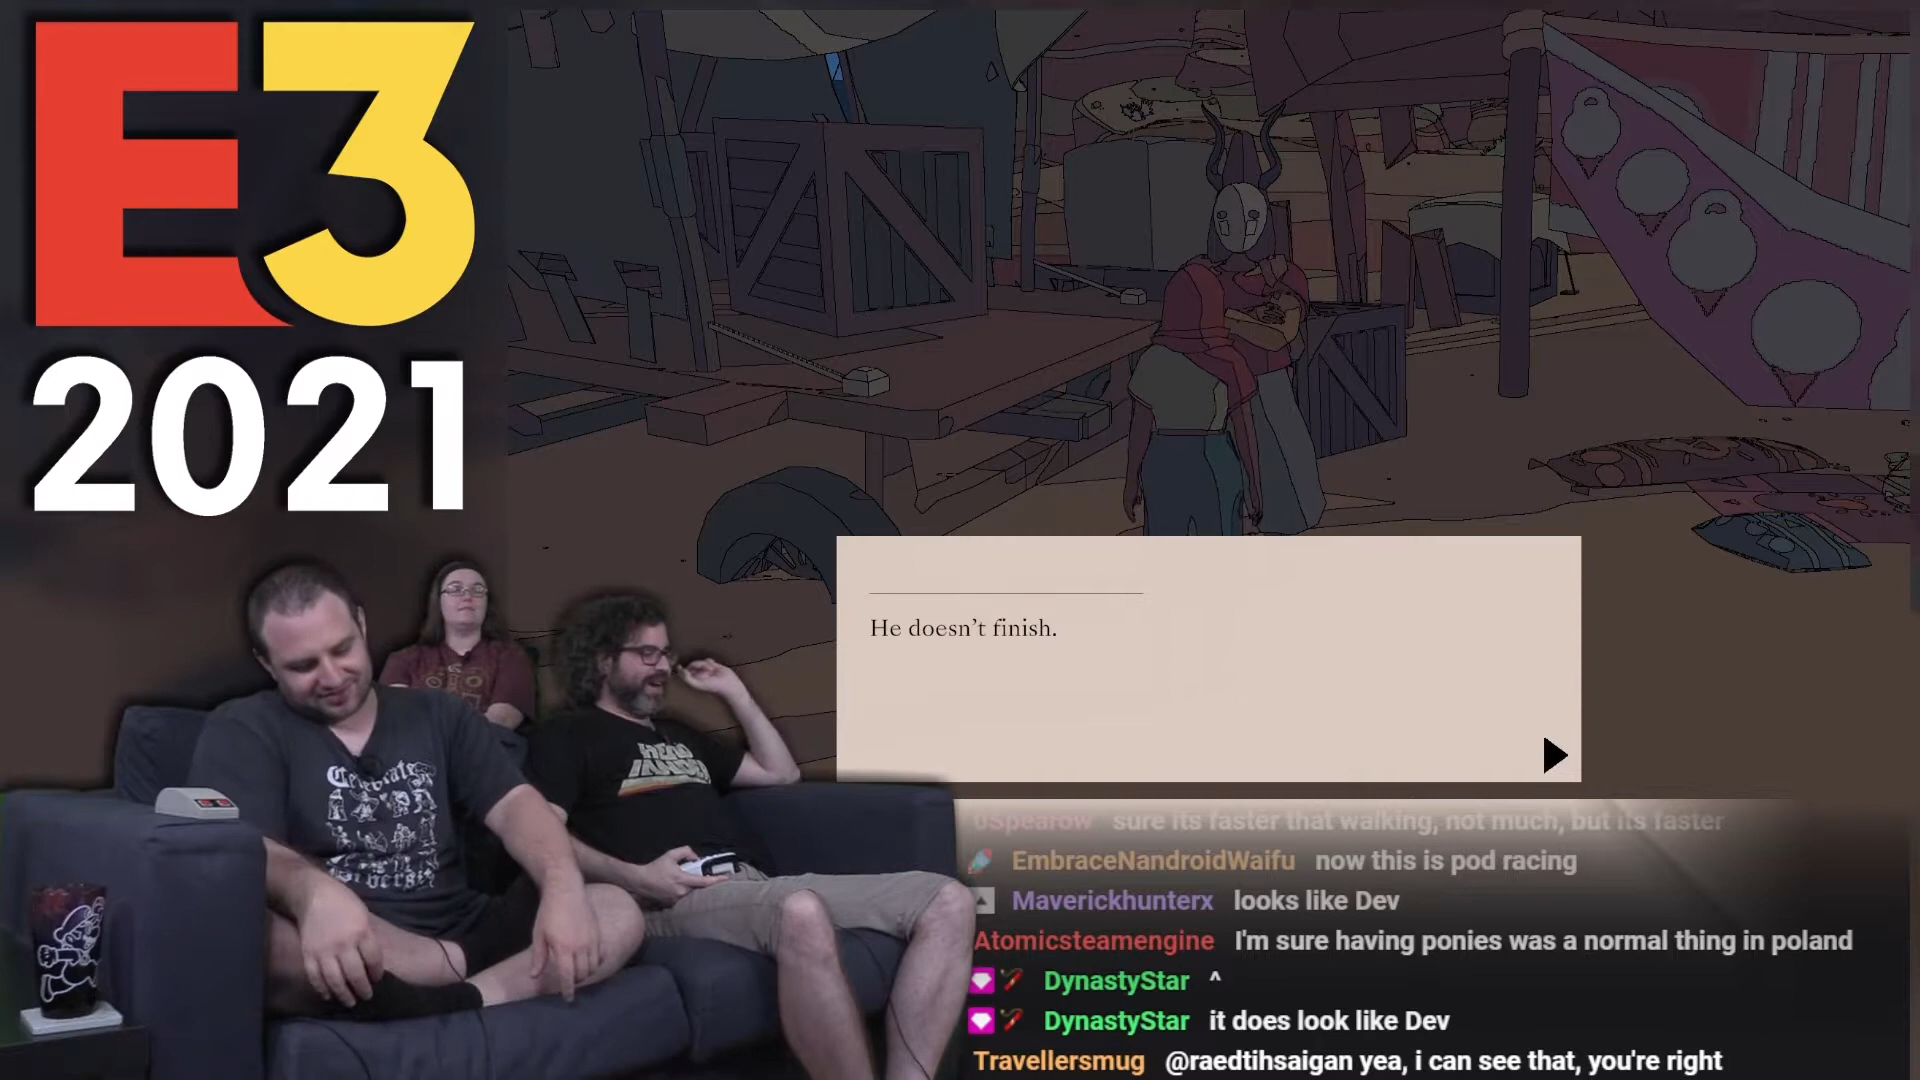 E3
2021
He doesn't finish.
0Spearow sure its faster that walking, not much, but its faster
EmbraceNandroidWaifu now this is pod racing
Maverickhunterx looks like Dev
Atomicsteamengine I'm sure having ponies was a normal thing in poland
DynastyStar ^
DynastyStar it does look like Dev
Travellersmug @raedtihsaigan yea, i can see that, you're right
Celebrate